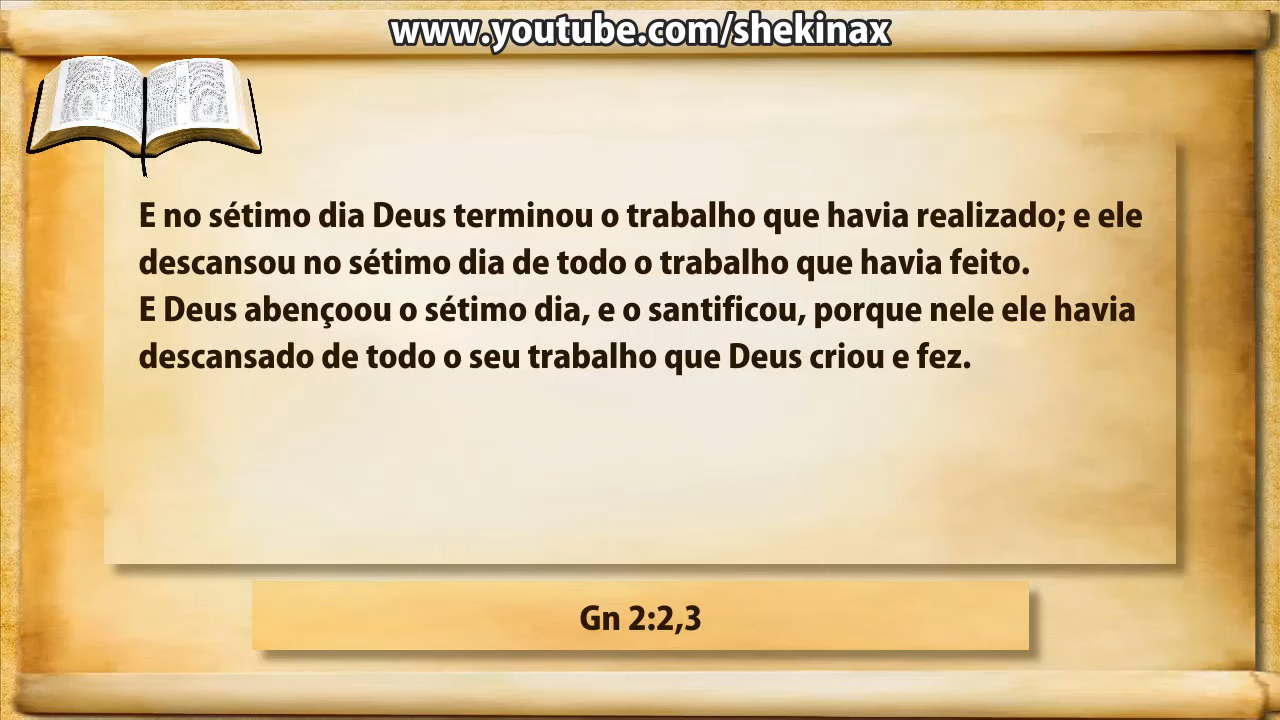 www.youtube.com/shekinax
E no sétimo dia Deus terminou o trabalho que havia realizado; e ele
descansou no sétimo dia de todo o trabalho que havia feito.
E Deus abençoou o sétimo dia, e o santificou, porque nele ele havia
descansado de todo o seu trabalho que Deus criou e fez.
Gn 2:2,3